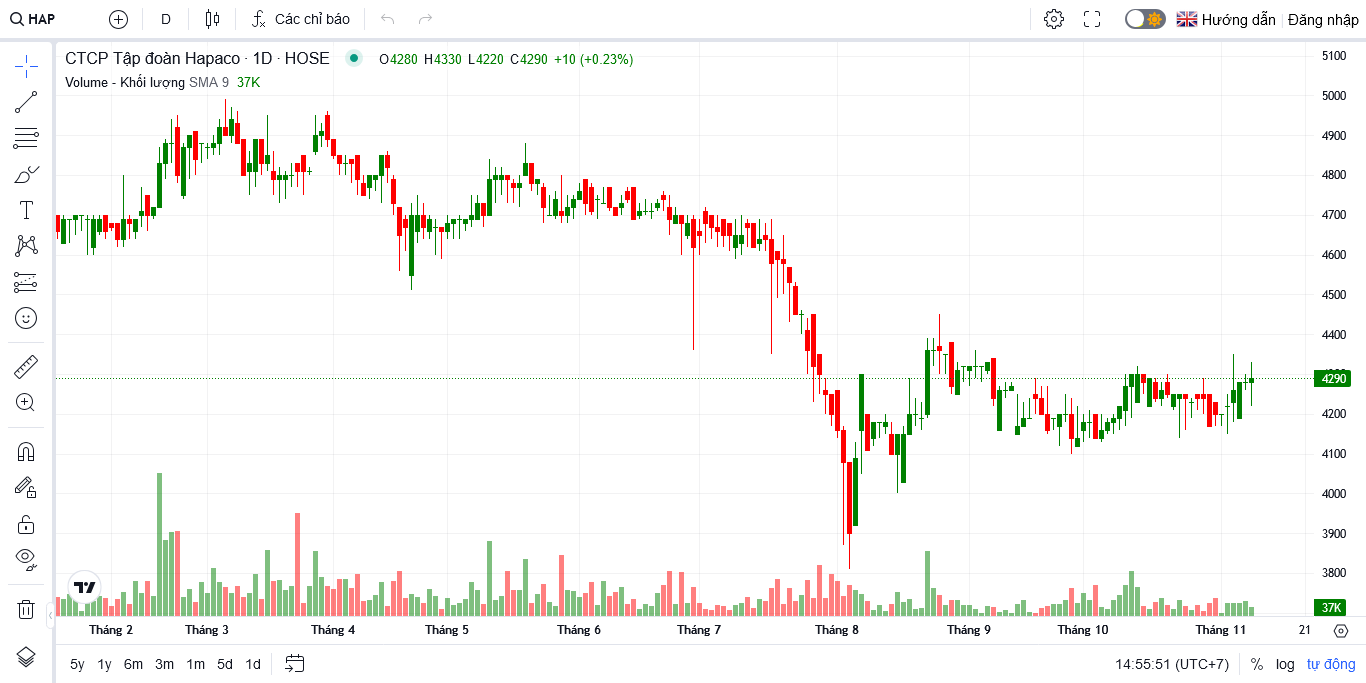 HAP D Các chỉ báo Hướng dẫn Đăng nhập
CTCP Tập đoàn Hapaco · 1D · HOSE O4280 H4330 L4220 C4290 +10 (+0.23%)
Volume - Khối lượng SMA 9 37K
5100
5000
4900
4800
4700
4600
4500
4400
4290
4200
4100
4000
3900
3800
37K
Tháng 2 Tháng 3 Tháng 4 Tháng 5 Tháng 6 Tháng 7 Tháng 8 Tháng 9 Tháng 10 Tháng 11 21
5y 1y 6m 3m 1m 5d 1d 14:55:51 (UTC+7) % log tự động